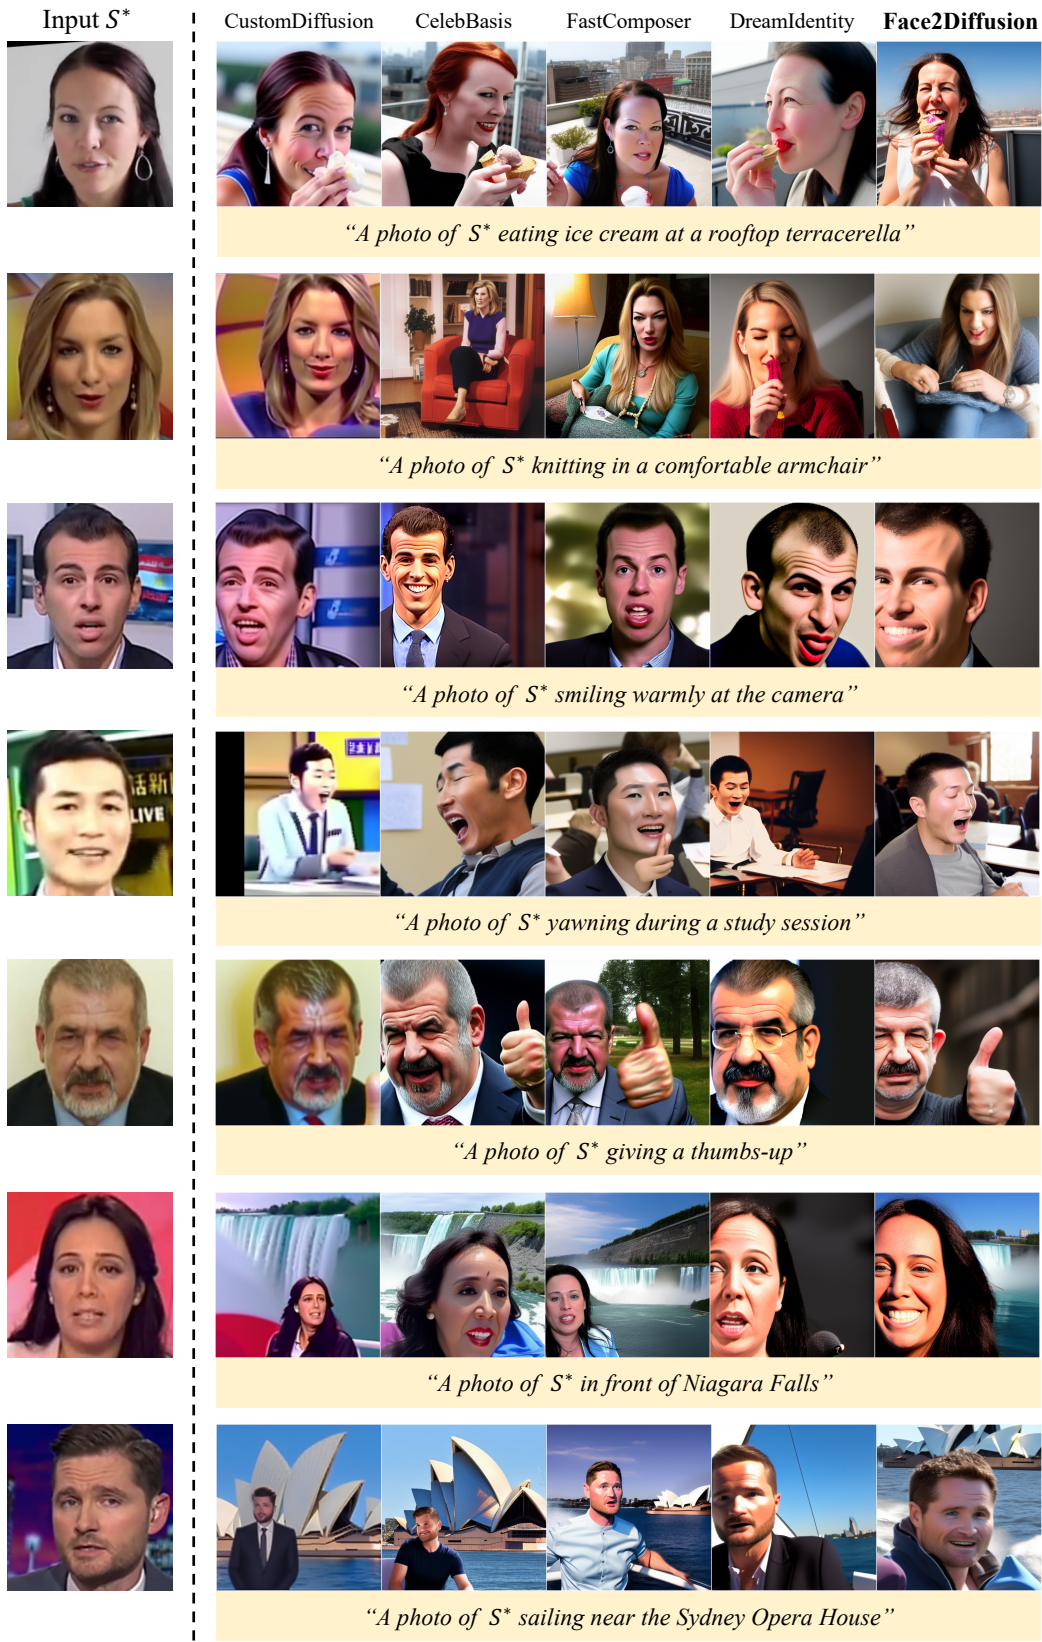 Input S*
CustomDiffusion CelebBasis FastComposer DreamIdentity Face2Diffusion
“A photo of S* eating ice cream at a rooftop terracerella”
“A photo of S* knitting in a comfortable armchair”
“A photo of S* smiling warmly at the camera”
LIVE
“A photo of S* yawning during a study session”
“A photo of S* giving a thumbs-up”
“A photo of S* in front of Niagara Falls”
“A photo of S* sailing near the Sydney Opera House”